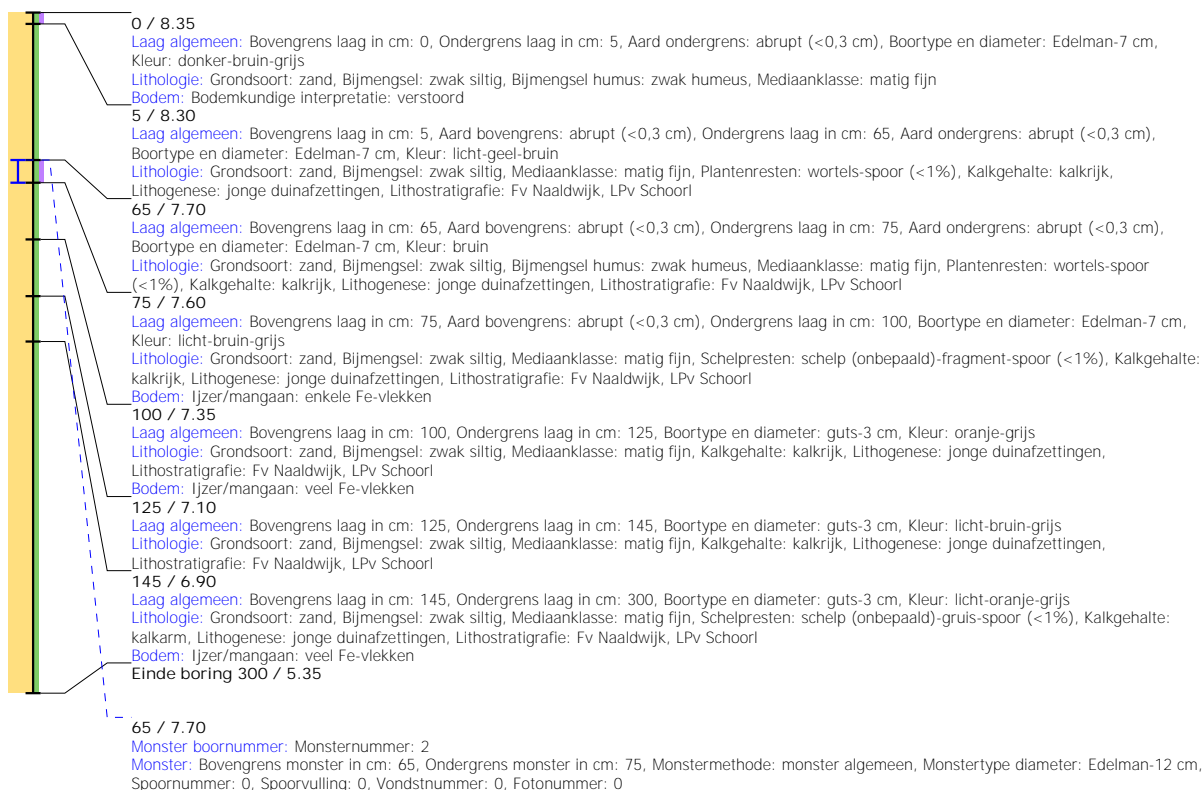 0 / 8.35
Laag algemeen: Bovengrens laag in cm: 0, Ondergrens laag in cm: 5, Aard ondergrens: abrupt (<0,3 cm), Boortype en diameter: Edelman-7 cm,
Kleur: donker-bruin-grijs
Lithologie: Grondsoort: zand, Bijmengsel: zwak siltig, Bijmengsel humus: zwak humeus, Mediaanklasse: matig fijn
Bodem: Bodemkundige interpretatie: verstoord
5 / 8.30
Laag algemeen: Bovengrens laag in cm: 5, Aard bovengrens: abrupt (<0,3 cm), Ondergrens laag in cm: 65, Aard ondergrens: abrupt (<0,3 cm),
Boortype en diameter: Edelman-7 cm, Kleur: licht-geel-bruin
Lithologie: Grondsoort: zand, Bijmengsel: zwak siltig, Mediaanklasse: matig fijn, Plantenresten: wortels-spoor (<1%), Kalkgehalte: kalkrijk,
Lithogenese: jonge duinafzettingen, Lithostratigrafie: Fv Naaldwijk, LPv Schoorl
65 / 7.70
Laag algemeen: Bovengrens laag in cm: 65, Aard bovengrens: abrupt (<0,3 cm), Ondergrens laag in cm: 75, Aard ondergrens: abrupt (<0,3 cm),
Boortype en diameter: Edelman-7 cm, Kleur: bruin
Lithologie: Grondsoort: zand, Bijmengsel: zwak siltig, Bijmengsel humus: zwak humeus, Mediaanklasse: matig fijn, Plantenresten: wortels-spoor
(<1%), Kalkgehalte: kalkrijk, Lithogenese: jonge duinafzettingen, Lithostratigrafie: Fv Naaldwijk, LPv Schoorl
75 / 7.60
Laag algemeen: Bovengrens laag in cm: 75, Aard bovengrens: abrupt (<0,3 cm), Ondergrens laag in cm: 100, Boortype en diameter: Edelman-7 cm,
Kleur: licht-bruin-grijs
Lithologie: Grondsoort: zand, Bijmengsel: zwak siltig, Mediaanklasse: matig fijn, Schelpresten: schelp (onbepaald)-fragment-spoor (<1%), Kalkgehalte:
kalkrijk, Lithogenese: jonge duinafzettingen, Lithostratigrafie: Fv Naaldwijk, LPv Schoorl
Bodem: Ijzer/mangaan: enkele Fe-vlekken
100 / 7.35
Laag algemeen: Bovengrens laag in cm: 100, Ondergrens laag in cm: 125, Boortype en diameter: guts-3 cm, Kleur: oranje-grijs
Lithologie: Grondsoort: zand, Bijmengsel: zwak siltig, Mediaanklasse: matig fijn, Kalkgehalte: kalkrijk, Lithogenese: jonge duinafzettingen,
Lithostratigrafie: Fv Naaldwijk, LPv Schoorl
Bodem: Ijzer/mangaan: veel Fe-vlekken
125 / 7.10
Laag algemeen: Bovengrens laag in cm: 125, Ondergrens laag in cm: 145, Boortype en diameter: guts-3 cm, Kleur: licht-bruin-grijs
Lithologie: Grondsoort: zand, Bijmengsel: zwak siltig, Mediaanklasse: matig fijn, Kalkgehalte: kalkrijk, Lithogenese: jonge duinafzettingen,
Lithostratigrafie: Fv Naaldwijk, LPv Schoorl
145 / 6.90
Laag algemeen: Bovengrens laag in cm: 145, Ondergrens laag in cm: 300, Boortype en diameter: guts-3 cm, Kleur: licht-oranje-grijs
Lithologie: Grondsoort: zand, Bijmengsel: zwak siltig, Mediaanklasse: matig fijn, Schelpresten: schelp (onbepaald)-gruis-spoor (<1%), Kalkgehalte:
kalkarm, Lithogenese: jonge duinafzettingen, Lithostratigrafie: Fv Naaldwijk, LPv Schoorl
Bodem: Ijzer/mangaan: veel Fe-vlekken
Einde boring 300 / 5.35
65 / 7.70
Monster boornummer: Monsternummer: 2
Monster: Bovengrens monster in cm: 65, Ondergrens monster in cm: 75, Monstermethode: monster algemeen, Monstertype diameter: Edelman-12 cm,
Spoornummer: 0, Spoorvulling: 0, Vondstnummer: 0, Fotonummer: 0